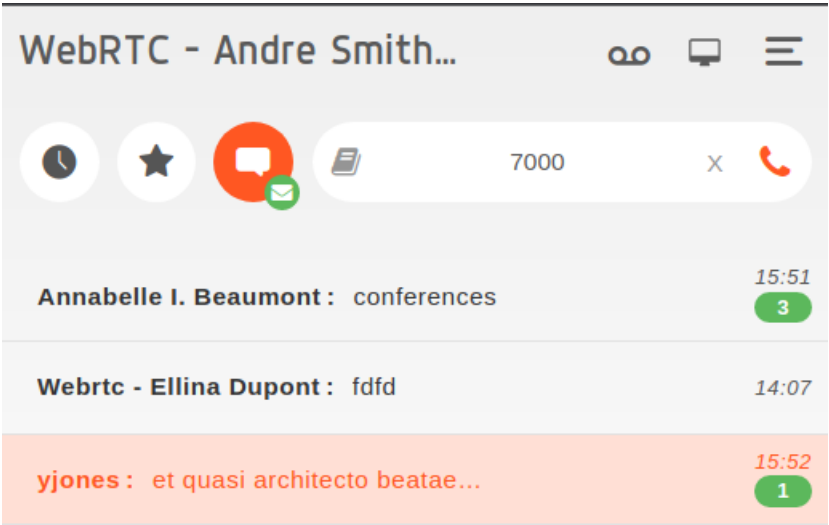 WebRTC - Andre Smith...
7000 x
Annabelle I. Beaumont : conferences 15:51
3
Webrtc - Ellina Dupont : fdfd 14:07
yjones : et quasi architecto beatae... 15:52
1